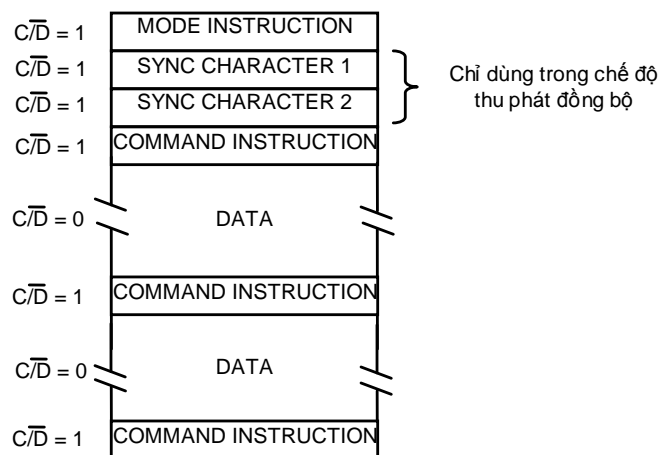 C/D̅ = 1 MODE INSTRUCTION
C/D̅ = 1 SYNC CHARACTER 1
C/D̅ = 1 SYNC CHARACTER 2
Chỉ dùng trong chế độ
thu phát đồng bộ
C/D̅ = 1 COMMAND INSTRUCTION
C/D̅ = 0 DATA
C/D̅ = 1 COMMAND INSTRUCTION
C/D̅ = 0 DATA
C/D̅ = 1 COMMAND INSTRUCTION